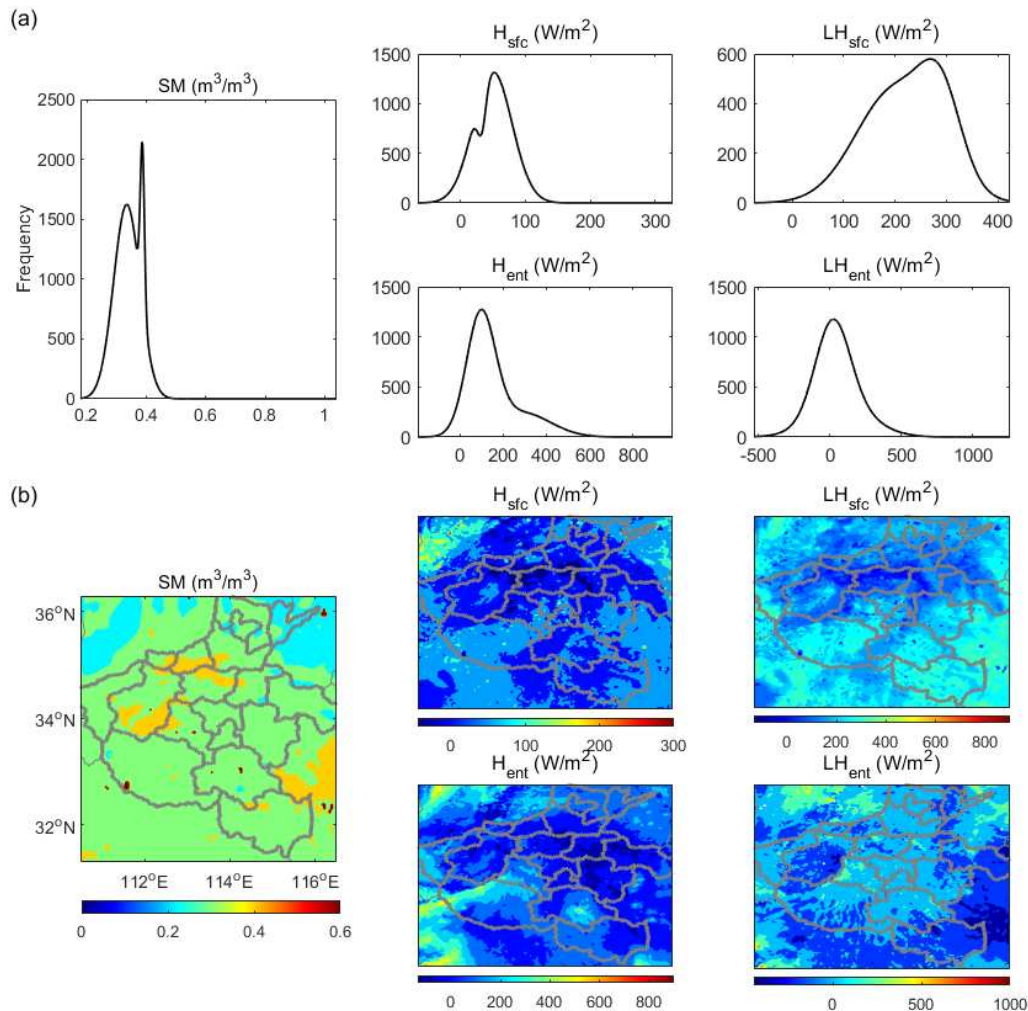 (a)
SM (m³/m³)
Frequency
2500
2000
1500
1000
500
0
0.2 0.4 0.6 0.8 1
H_sfc (W/m²)
1500
1000
500
0
0 100 200 300
LH_sfc (W/m²)
600
400
200
0
0 100 200 300 400
H_ent (W/m²)
1500
1000
500
0
0 200 400 600 800
LH_ent (W/m²)
1500
1000
500
0
-500 0 500 1000
(b)
SM (m³/m³)
36°N
34°N
32°N
112°E 114°E 116°E
0 0.2 0.4 0.6
H_sfc (W/m²)
0 100 200 300
LH_sfc (W/m²)
0 200 400 600 800
H_ent (W/m²)
0 200 400 600 800
LH_ent (W/m²)
0 500 1000